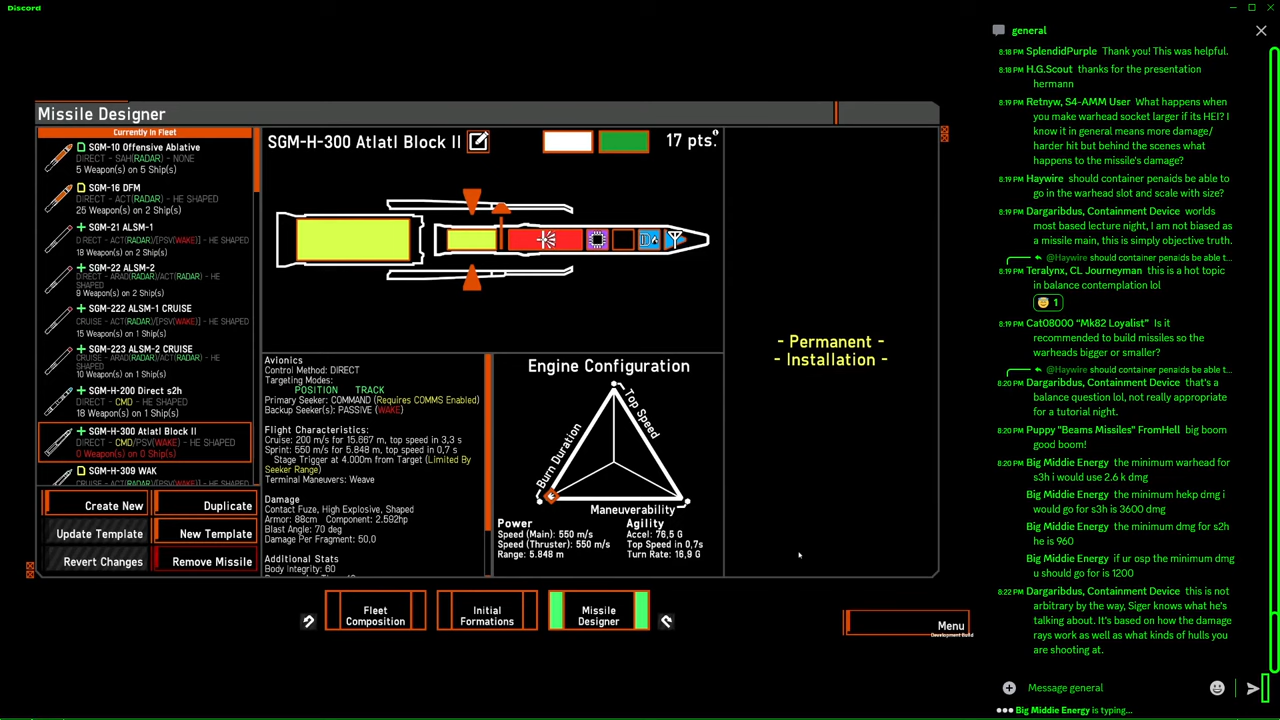 Discord
Missile Designer
Currently in Fleet
SGM-10 Offensive Ablative
DIRECT - SAH(RADAR) - NONE
5 Weapon(s) on 5 Ship(s)
SGM-16 DFM
DIRECT - ACT(RADAR) - HE SHAPED
25 Weapon(s) on 2 Ship(s)
SGM-21 ALSM-1
DIRECT - ACT(RADAR)/[PSV(WAKE)] - HE SHAPED
18 Weapon(s) on 2 Ship(s)
SGM-22 ALSM-2
DIRECT - ARAD(RADAR)/ACT(RADAR) - HE
SHAPED
9 Weapon(s) on 2 Ship(s)
SGM-222 ALSM-1 CRUISE
CRUISE - ACT(RADAR)/[PSV(WAKE)] - HE SHAPED
15 Weapon(s) on 1 Ship(s)
SGM-223 ALSM-2 CRUISE
CRUISE - ARAD(RADAR)/ACT(RADAR) - HE
SHAPED
10 Weapon(s) on 1 Ship(s)
SGM-H-200 Direct s2h
DIRECT - CMD - HE SHAPED
18 Weapon(s) on 1 Ship(s)
SGM-H-300 Atlatl Block II
DIRECT - CMD/PSV(WAKE) - HE SHAPED
0 Weapon(s) on 0 Ship(s)
SGM-H-309 WAK
CRUISE - ACT(RADAR)/[PSV(WAKE)] - HE SHAPED
Create New
Duplicate
Update Template
New Template
Revert Changes
Remove Missile
SGM-H-300 Atlatl Block II
17 pts.
Avionics
Control Method: DIRECT
Targeting Modes:
POSITION TRACK
Primary Seeker: COMMAND (Requires COMMS Enabled)
Backup Seeker(s): PASSIVE (WAKE)
Flight Characteristics:
Cruise: 200 m/s for 15.667 m, top speed in 3,3 s
Sprint: 550 m/s for 5.848 m, top speed in 0,7 s
Stage Trigger at 4.000m from Target (Limited By
Seeker Range)
Terminal Maneuvers: Weave
Damage
Contact Fuze, High Explosive, Shaped
Armor: 88cm Component: 2.592hp
Blast Angle: 70 deg
Damage Per Fragment: 50,0
Additional Stats
Body Integrity: 60
Engine Configuration
Top Speed
Burn Duration
Maneuverability
Power
Speed (Main): 550 m/s
Speed (Thruster): 550 m/s
Range: 5.848 m
Agility
Accel: 76,5 G
Top Speed in 0,7s
Turn Rate: 16,9 G
- Permanent -
- Installation -
Fleet
Composition
Initial
Formations
Missile
Designer
Menu
Development Build
general
8:18 PM SplendidPurple Thank you! This was helpful.
8:18 PM H.G.Scout thanks for the presentation
hermann
8:19 PM Retnyw, S4-AMM User What happens when
you make warhead socket larger if its HEI? I
know it in general means more damage/
harder hit but behind the scenes what
happens to the missile's damage?
8:19 PM Haywire should container penaids be able to
go in the warhead slot and scale with size?
8:19 PM Dargaribdus, Containment Device worlds
most based lecture night, I am not biased as
a missile main, this is simply objective truth.
@Haywire should container penaids be able t...
8:19 PM Teralynx, CL Journeyman this is a hot topic
in balance contemplation lol
1
8:19 PM Cat08000 “Mk82 Loyalist” Is it
recommended to build missiles so the
warheads bigger or smaller?
@Haywire should container penaids be able t...
8:20 PM Dargaribdus, Containment Device that's a
balance question lol, not really appropriate
for a tutorial night.
8:20 PM Puppy "Beams Missiles" FromHell big boom
good boom!
8:20 PM Big Middie Energy the minimum warhead for
s3h i would use 2.6 k dmg
Big Middie Energy the minimum hekp dmg i
would go for s3h is 3600 dmg
Big Middie Energy the minimum dmg for s2h
he is 960
Big Middie Energy if ur osp the minimum dmg
u should go for is 1200
8:22 PM Dargaribdus, Containment Device this is not
arbitrary by the way, Siger knows what he's
talking about. It's based on how the damage
rays work as well as what kinds of hulls you
are shooting at.
Message general
Big Middie Energy is typing...